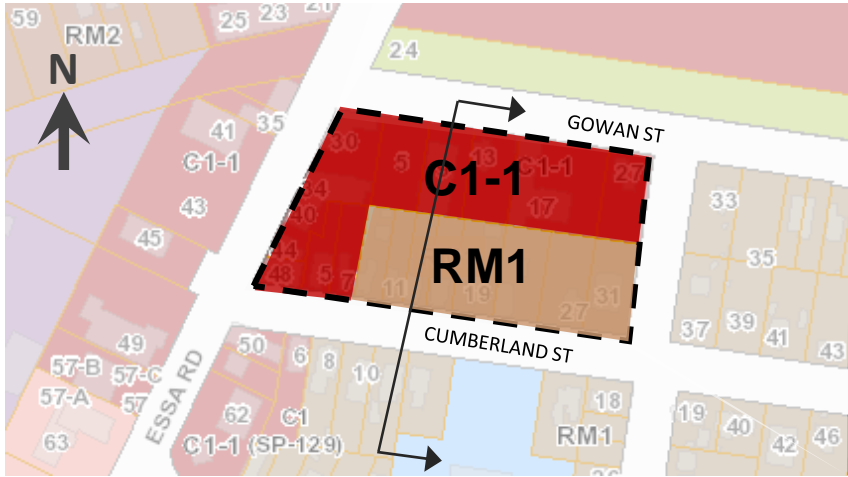 59
RM2
25
23
21
24
N
GOWAN ST
41
35
C1-1
43
45
30
5
13
C1-1
C1-1
27
17
34
40
44
48
5
7
RM1
11
19
27
31
33
35
37
39
41
43
CUMBERLAND ST
49
57-B
57-C
57-A
57
63
ESSA RD
50
6
8
10
62
C1
C1-1 (SP-129)
18
RM1
19
40
42
46